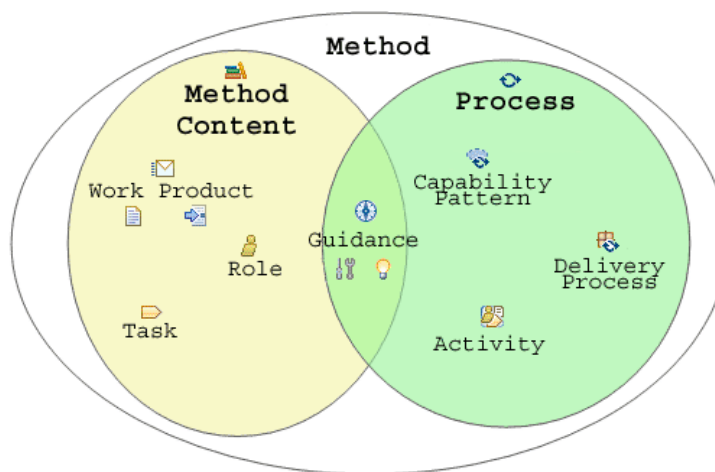 Method
Method
Content
Process
Work Product
Capability
Pattern
Guidance
Role
Delivery
Process
Task
Activity